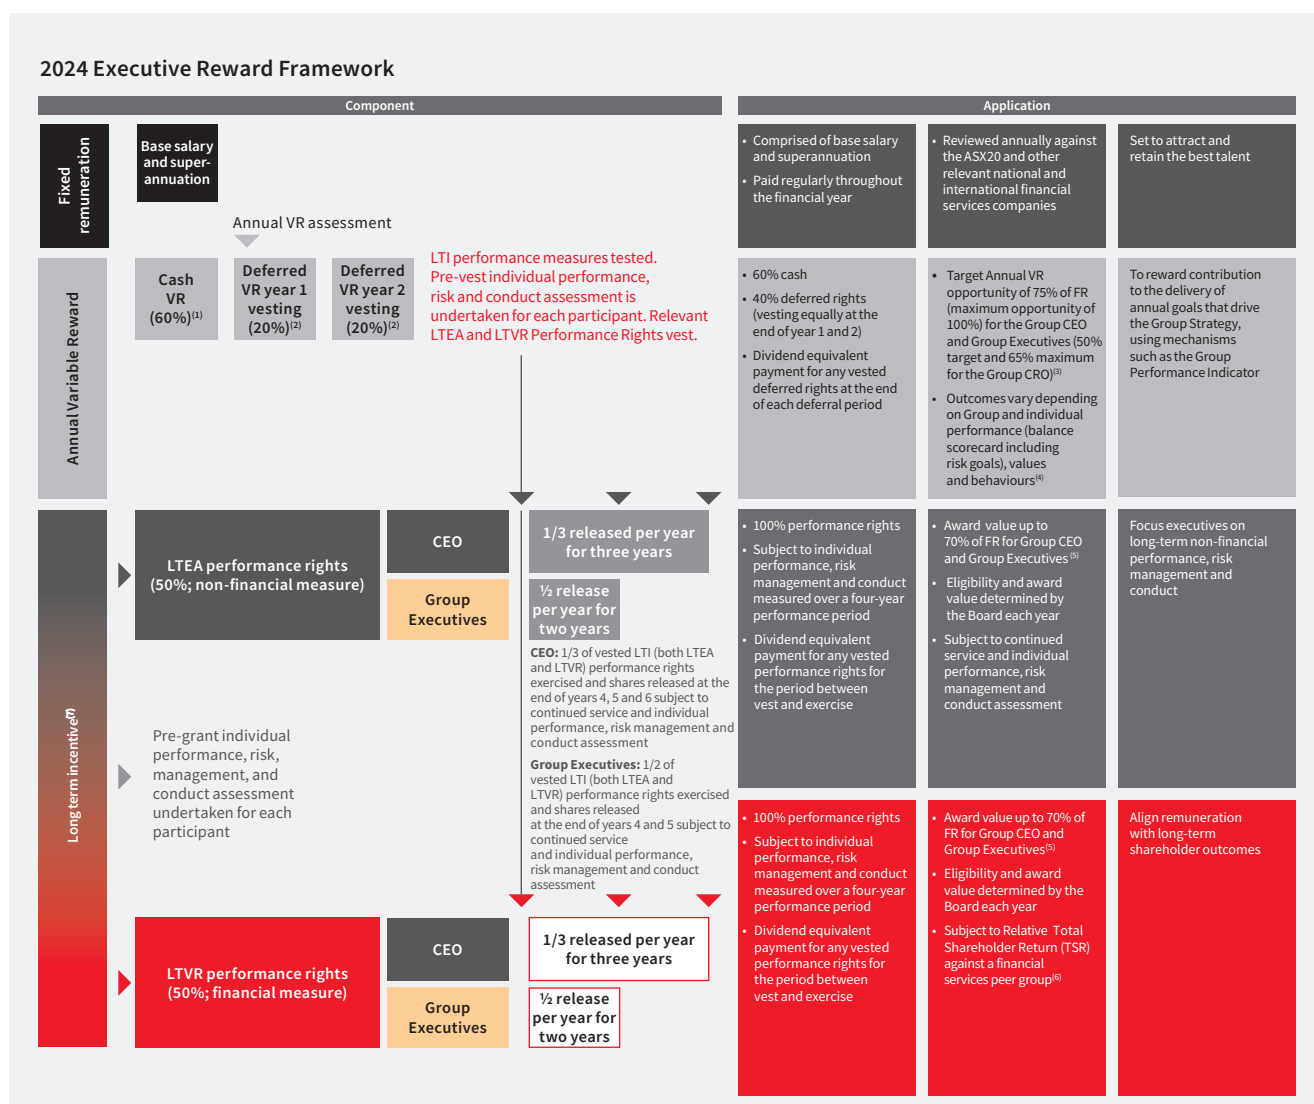 2024 Executive Reward Framework
Component
Application
Fixed
remuneration
Base salary
and super-
annuation
• Comprised of base salary
and superannuation
• Paid regularly throughout
the financial year
• Reviewed annually against
the ASX20 and other
relevant national and
international financial
services companies
Set to attract and
retain the best talent
Annual Variable Reward
Annual VR assessment
Cash
VR
(60%)(1)
Deferred
VR year 1
vesting
(20%)(2)
Deferred
VR year 2
vesting
(20%)(2)
LTI performance measures tested.
Pre-vest individual performance,
risk and conduct assessment is
undertaken for each participant. Relevant
LTEA and LTVR Performance Rights vest.
• 60% cash
• 40% deferred rights
(vesting equally at the
end of year 1 and 2)
• Dividend equivalent
payment for any vested
deferred rights at the end
of each deferral period
• Target Annual VR
opportunity of 75% of FR
(maximum opportunity of
100%) for the Group CEO
and Group Executives (50%
target and 65% maximum
for the Group CRO)(3)
• Outcomes vary depending
on Group and individual
performance (balance
scorecard including
risk goals), values
and behaviours(4)
To reward contribution
to the delivery of
annual goals that drive
the Group Strategy,
using mechanisms
such as the Group
Performance Indicator
Long term incentive(7)
LTEA performance rights
(50%; non-financial measure)
CEO
Group
Executives
1/3 released per year
for three years
½ release
per year for
two years
CEO: 1/3 of vested LTI (both LTEA
and LTVR) performance rights
exercised and shares released at the
end of years 4, 5 and 6 subject to
continued service and individual
performance, risk management and
conduct assessment
Group Executives: 1/2 of
vested LTI (both LTEA and
LTVR) performance rights exercised
and shares released
at the end of years 4 and 5 subject to
continued service
and individual performance,
risk management and conduct
assessment
Pre-grant individual
performance, risk,
management, and
conduct assessment
undertaken for each
participant
• 100% performance rights
• Subject to individual
performance, risk
management and conduct
measured over a four-year
performance period
• Dividend equivalent
payment for any vested
performance rights for
the period between
vest and exercise
• Award value up to
70% of FR for Group CEO
and Group Executives (5)
• Eligibility and award
value determined by
the Board each year
• Subject to continued
service and individual
performance, risk
management and
conduct assessment
Focus executives on
long-term non-financial
performance, risk
management and
conduct
LTVR performance rights
(50%; financial measure)
CEO
Group
Executives
1/3 released per year
for three years
½ release
per year for
two years
• 100% performance rights
• Subject to individual
performance, risk
management and conduct
measured over a four-year
performance period
• Dividend equivalent
payment for any vested
performance rights for
the period between
vest and exercise
• Award value up to 70% of
FR for Group CEO and
Group Executives(5)
• Eligibility and award
value determined by the
Board each year
• Subject to Relative Total
Shareholder Return (TSR)
against a financial
services peer group(6)
Align remuneration
with long-term
shareholder outcomes